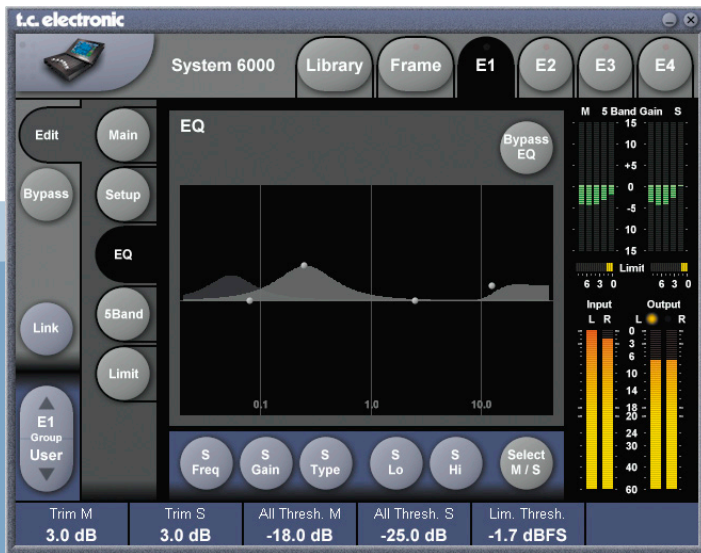 t.c. electronic
System 6000
Library
Frame
E1
E2
E3
E4
Edit
Bypass
Link
E1
Group
User
Main
Setup
EQ
5Band
Limit
EQ
Bypass
EQ
0.1
1.0
10.0
S
Freq
S
Gain
S
Type
S
Lo
S
Hi
Select
M / S
M 5 Band Gain S
15
10
+5
0
-5
10
15
Limit
6 3 0
6 3 0
Input
Output
L R
L R
0
3
6
10
14
18
20
24
30
40
60
Trim M
3.0 dB
Trim S
3.0 dB
All Thresh. M
-18.0 dB
All Thresh. S
-25.0 dB
Lim. Thresh.
-1.7 dBFS